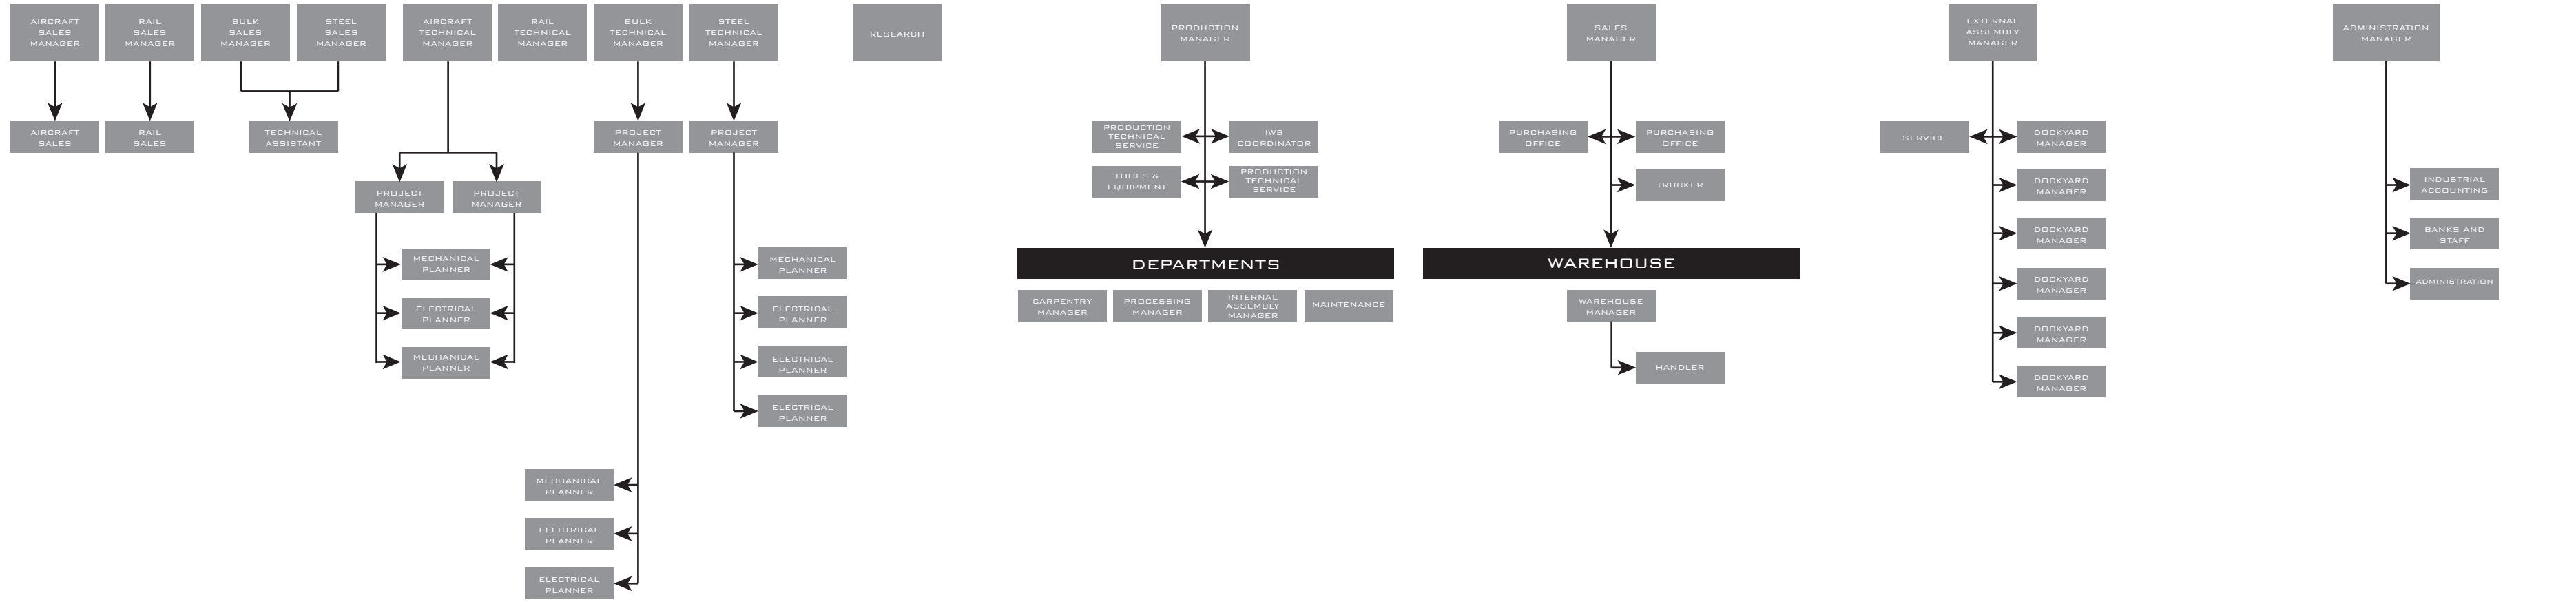 AIRCRAFT
SALES
MANAGER
RAIL
SALES
MANAGER
BULK
SALES
MANAGER
STEEL
SALES
MANAGER
AIRCRAFT
TECHNICAL
MANAGER
RAIL
TECHNICAL
MANAGER
BULK
TECHNICAL
MANAGER
STEEL
TECHNICAL
MANAGER
RESEARCH
PRODUCTION
MANAGER
SALES
MANAGER
EXTERNAL
ASSEMBLY
MANAGER
ADMINISTRATION
MANAGER
AIRCRAFT
SALES
RAIL
SALES
TECHNICAL
ASSISTANT
PROJECT
MANAGER
PROJECT
MANAGER
PROJECT
MANAGER
PROJECT
MANAGER
MECHANICAL
PLANNER
ELECTRICAL
PLANNER
MECHANICAL
PLANNER
MECHANICAL
PLANNER
ELECTRICAL
PLANNER
ELECTRICAL
PLANNER
ELECTRICAL
PLANNER
MECHANICAL
PLANNER
ELECTRICAL
PLANNER
ELECTRICAL
PLANNER
PRODUCTION
TECHNICAL
SERVICE
IWS
COORDINATOR
TOOLS &
EQUIPMENT
PRODUCTION
TECHNICAL
SERVICE
DEPARTMENTS
CARPENTRY
MANAGER
PROCESSING
MANAGER
INTERNAL
ASSEMBLY
MANAGER
MAINTENANCE
PURCHASING
OFFICE
PURCHASING
OFFICE
TRUCKER
WAREHOUSE
WAREHOUSE
MANAGER
HANDLER
SERVICE
DOCKYARD
MANAGER
DOCKYARD
MANAGER
DOCKYARD
MANAGER
DOCKYARD
MANAGER
DOCKYARD
MANAGER
DOCKYARD
MANAGER
INDUSTRIAL
ACCOUNTING
BANKS AND
STAFF
ADMINISTRATION